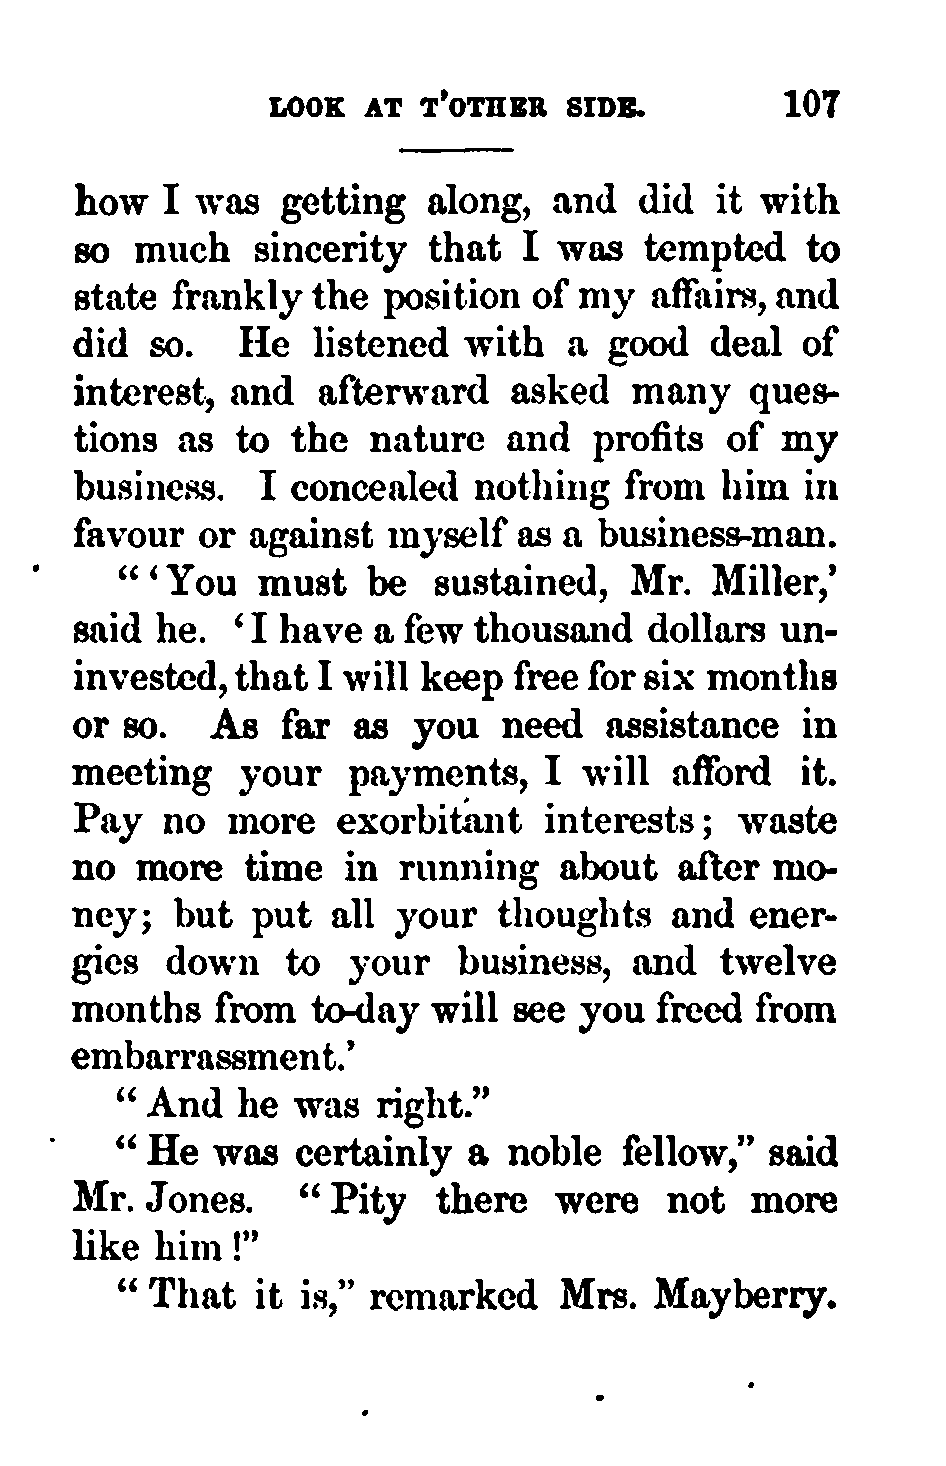 LOOK AT T'OTHER SIDE. 107
how I was getting along, and did it with
so much sincerity that I was tempted to
state frankly the position of my affairs, and
did so. He listened with a good deal of
interest, and afterward asked many ques-
tions as to the nature and profits of my
business. I concealed nothing from him in
favour or against myself as a business-man.
"'You must be sustained, Mr. Miller,'
said he. 'I have a few thousand dollars un-
invested, that I will keep free for six months
or so. As far as you need assistance in
meeting your payments, I will afford it.
Pay no more exorbitant interests; waste
no more time in running about after mo-
ney; but put all your thoughts and ener-
gies down to your business, and twelve
months from to-day will see you freed from
embarrassment.'
"And he was right."
"He was certainly a noble fellow," said
Mr. Jones. "Pity there were not more
like him!"
"That it is," remarked Mrs. Mayberry.